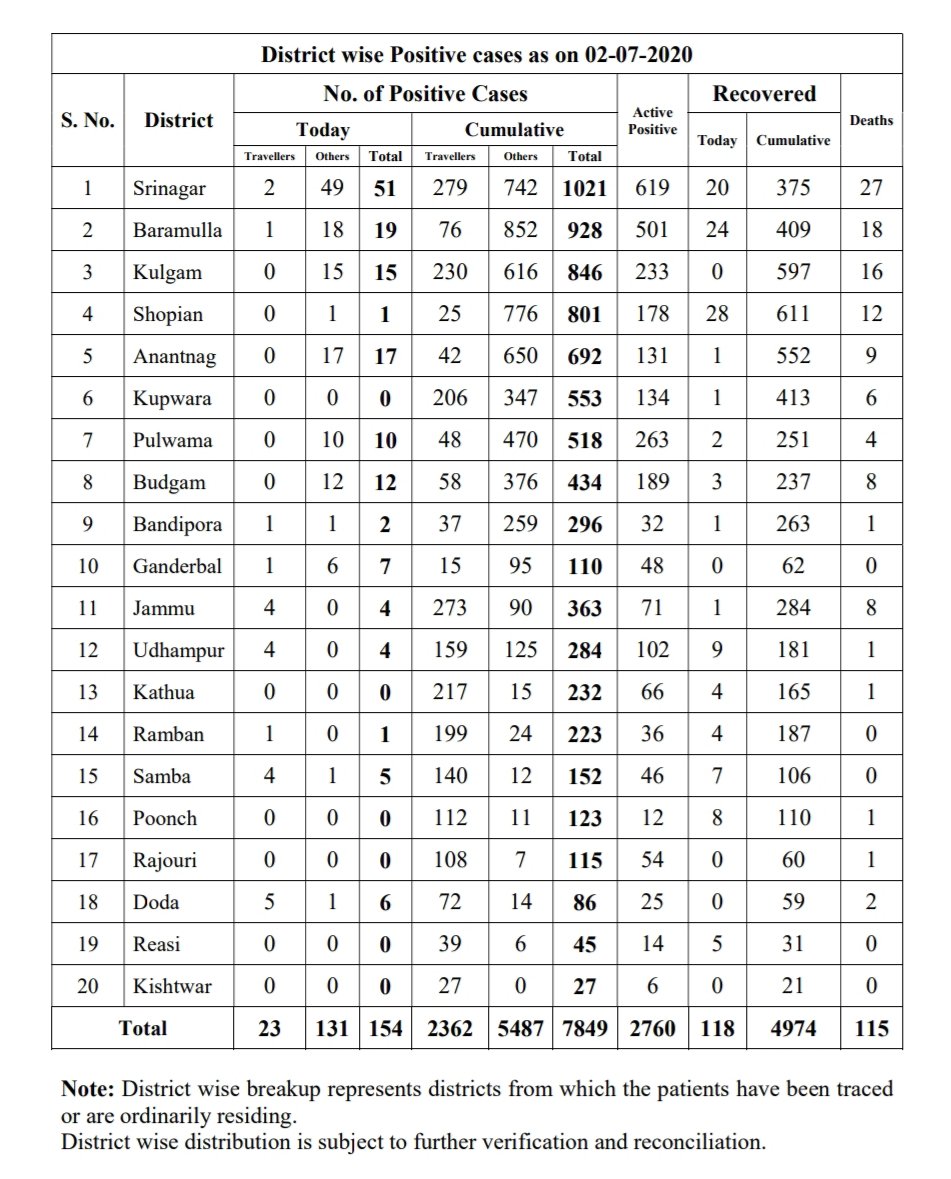 District wise Positive cases as on 02-07-2020
S. No. District No. of Positive Cases Active Positive Recovered Deaths
Today Cumulative Today Cumulative
Travellers Others Total Travellers Others Total
1 Srinagar 2 49 51 279 742 1021 619 20 375 27
2 Baramulla 1 18 19 76 852 928 501 24 409 18
3 Kulgam 0 15 15 230 616 846 233 0 597 16
4 Shopian 0 1 1 25 776 801 178 28 611 12
5 Anantnag 0 17 17 42 650 692 131 1 552 9
6 Kupwara 0 0 0 206 347 553 134 1 413 6
7 Pulwama 0 10 10 48 470 518 263 2 251 4
8 Budgam 0 12 12 58 376 434 189 3 237 8
9 Bandipora 1 1 2 37 259 296 32 1 263 1
10 Ganderbal 1 6 7 15 95 110 48 0 62 0
11 Jammu 4 0 4 273 90 363 71 1 284 8
12 Udhampur 4 0 4 159 125 284 102 9 181 1
13 Kathua 0 0 0 217 15 232 66 4 165 1
14 Ramban 1 0 1 199 24 223 36 4 187 0
15 Samba 4 1 5 140 12 152 46 7 106 0
16 Poonch 0 0 0 112 11 123 12 8 110 1
17 Rajouri 0 0 0 108 7 115 54 0 60 1
18 Doda 5 1 6 72 14 86 25 0 59 2
19 Reasi 0 0 0 39 6 45 14 5 31 0
20 Kishtwar 0 0 0 27 0 27 6 0 21 0
Total 23 131 154 2362 5487 7849 2760 118 4974 115
Note: District wise breakup represents districts from which the patients have been traced
or are ordinarily residing.
District wise distribution is subject to further verification and reconciliation.